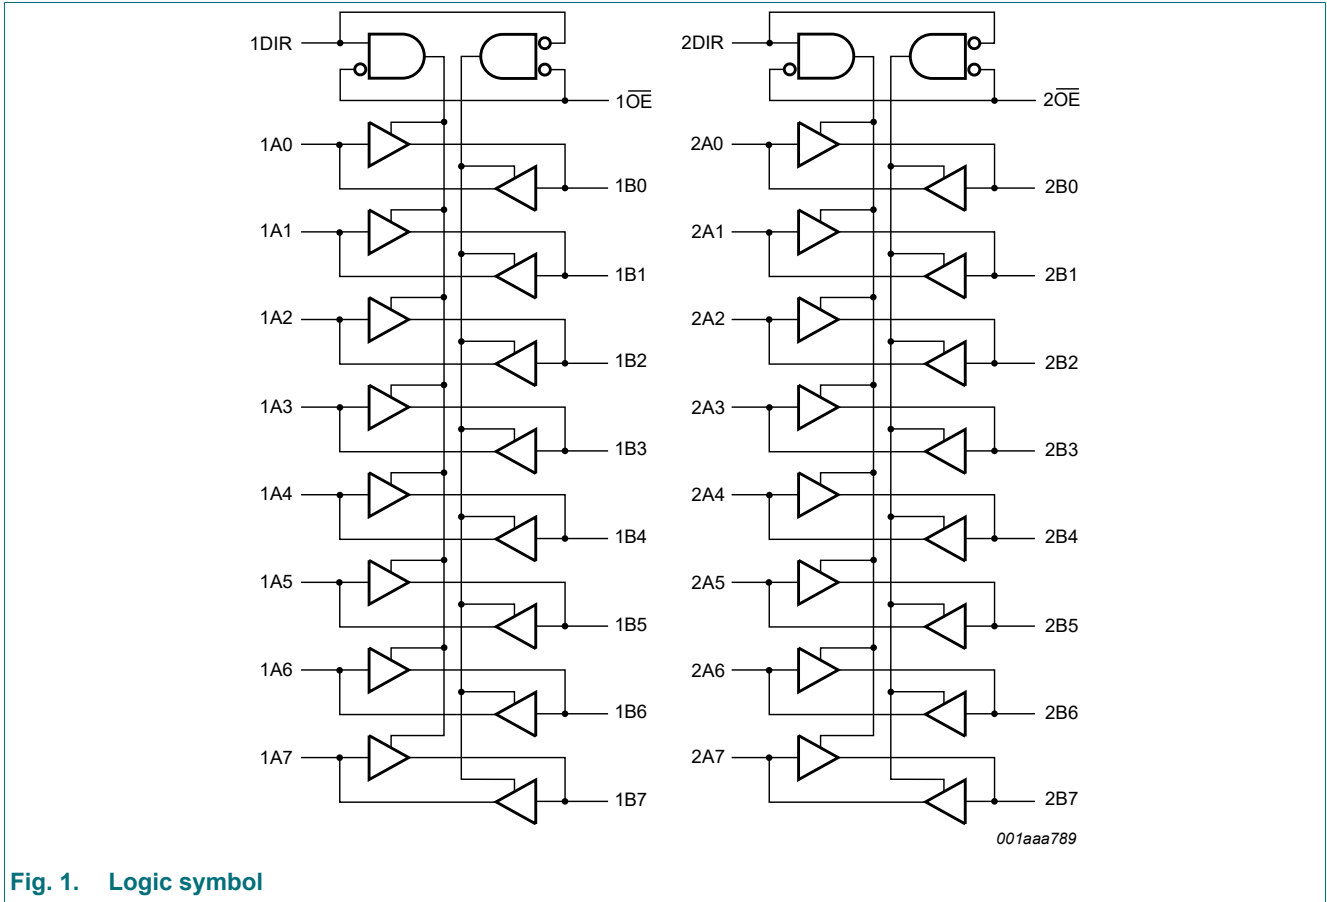 1DIR
1O̅E̅
1A0
1B0
1A1
1B1
1A2
1B2
1A3
1B3
1A4
1B4
1A5
1B5
1A6
1B6
1A7
1B7
2DIR
2O̅E̅
2A0
2B0
2A1
2B1
2A2
2B2
2A3
2B3
2A4
2B4
2A5
2B5
2A6
2B6
2A7
2B7
001aaa789
Fig. 1. Logic symbol